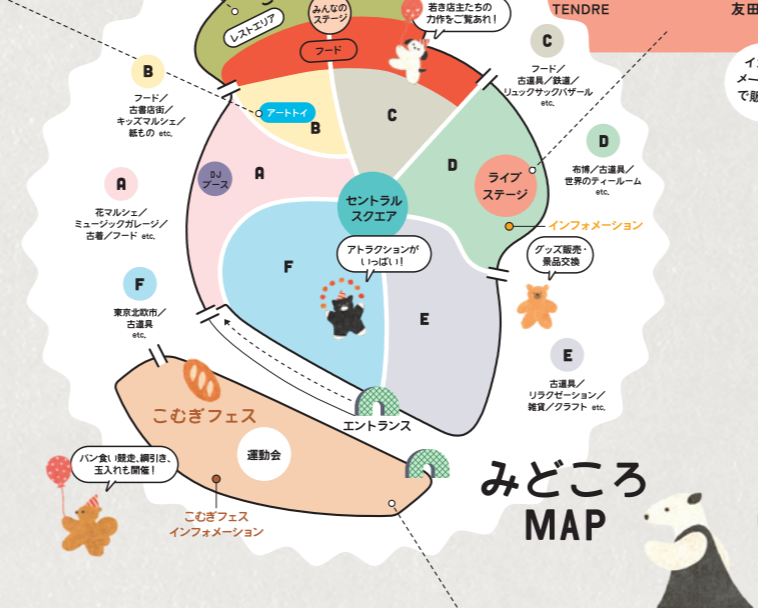 TENDRE
友田
みんなの
ステージ
レストエリア
フード
若き店主たちの
力作をご覧あれ!
C
フード/
古道具/鉄道/
リュックサックバザール
etc.
B
フード/
古書店街/
キッズマルシェ/
紙もの etc.
アートトイ
B
C
A
D
DJ
ブース
ライブ
ステージ
D
布博/古道具/
世界のティールーム
etc.
A
花マルシェ/
ミュージックガレージ/
古着/フード etc.
セントラル
スクエア
インフォメーション
アトラクションが
いっぱい!
グッズ販売・
景品交換
F
東京北欧市/
古道具
etc.
F
E
E
古道具/
リラクゼーション/
雑貨/クラフト etc.
こむぎフェス
エントランス
運動会
パン食い競走、綱引き、
玉入れも開催!
こむぎフェス
インフォメーション
みどころ
MAP
メー
で販